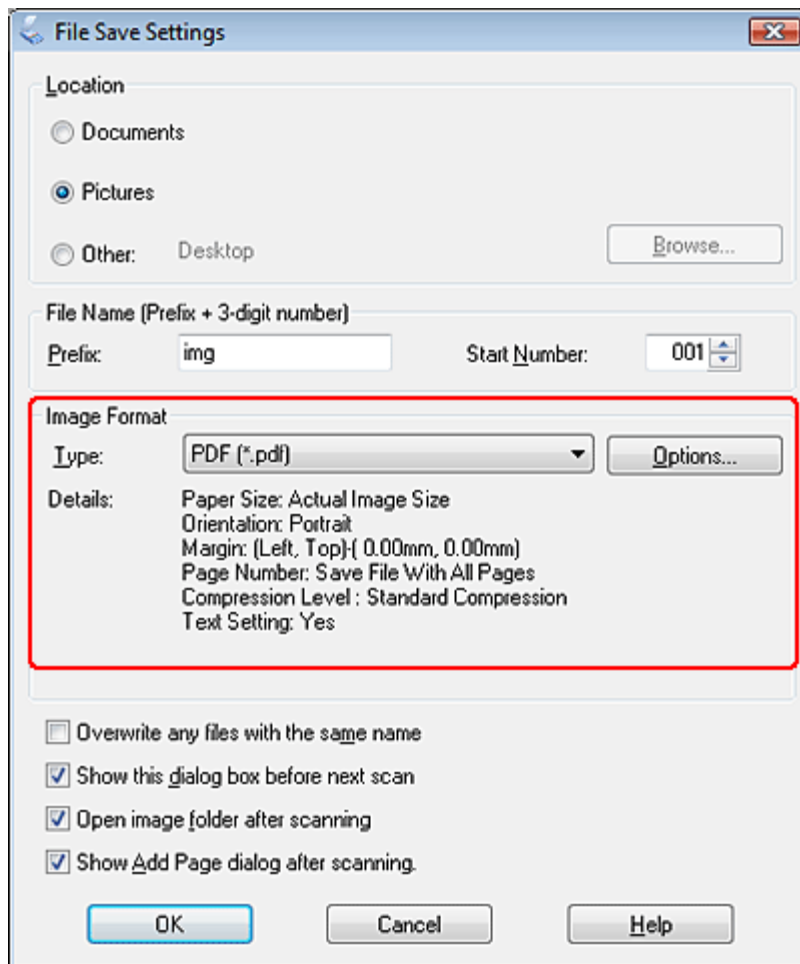 File Save Settings
Location
Documents
Pictures
Other: Desktop Browse...
File Name (Prefix + 3-digit number)
Prefix: img Start Number: 001
Image Format
Type: PDF (*.pdf) Options...
Details: Paper Size: Actual Image Size
Orientation: Portrait
Margin: (Left, Top)-( 0.00mm, 0.00mm)
Page Number: Save File With All Pages
Compression Level : Standard Compression
Text Setting: Yes
Overwrite any files with the same name
Show this dialog box before next scan
Open image folder after scanning
Show Add Page dialog after scanning.
OK Cancel Help